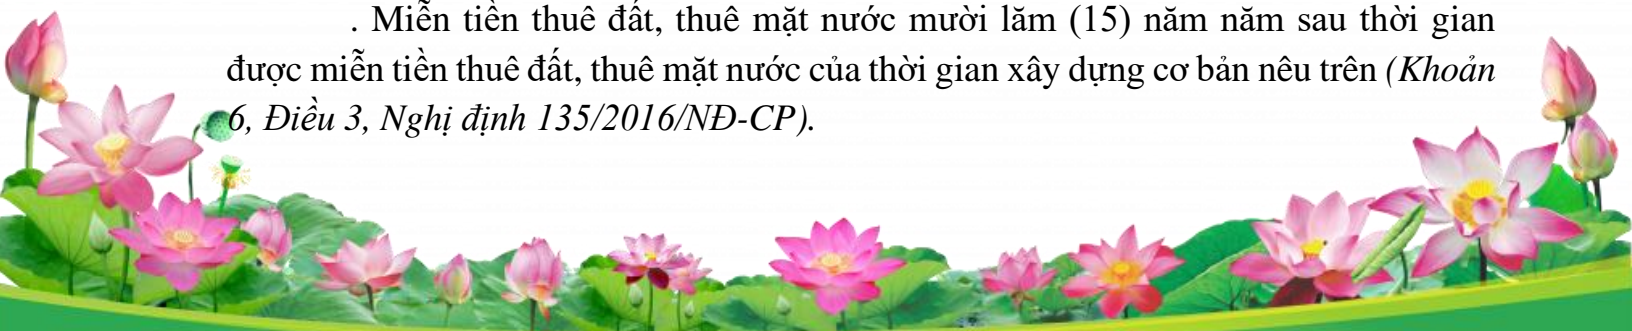 . Miễn tiền thuê đất, thuê mặt nước mười lăm (15) năm năm sau thời gian
được miễn tiền thuê đất, thuê mặt nước của thời gian xây dựng cơ bản nêu trên (Khoản
6, Điều 3, Nghị định 135/2016/NĐ-CP).